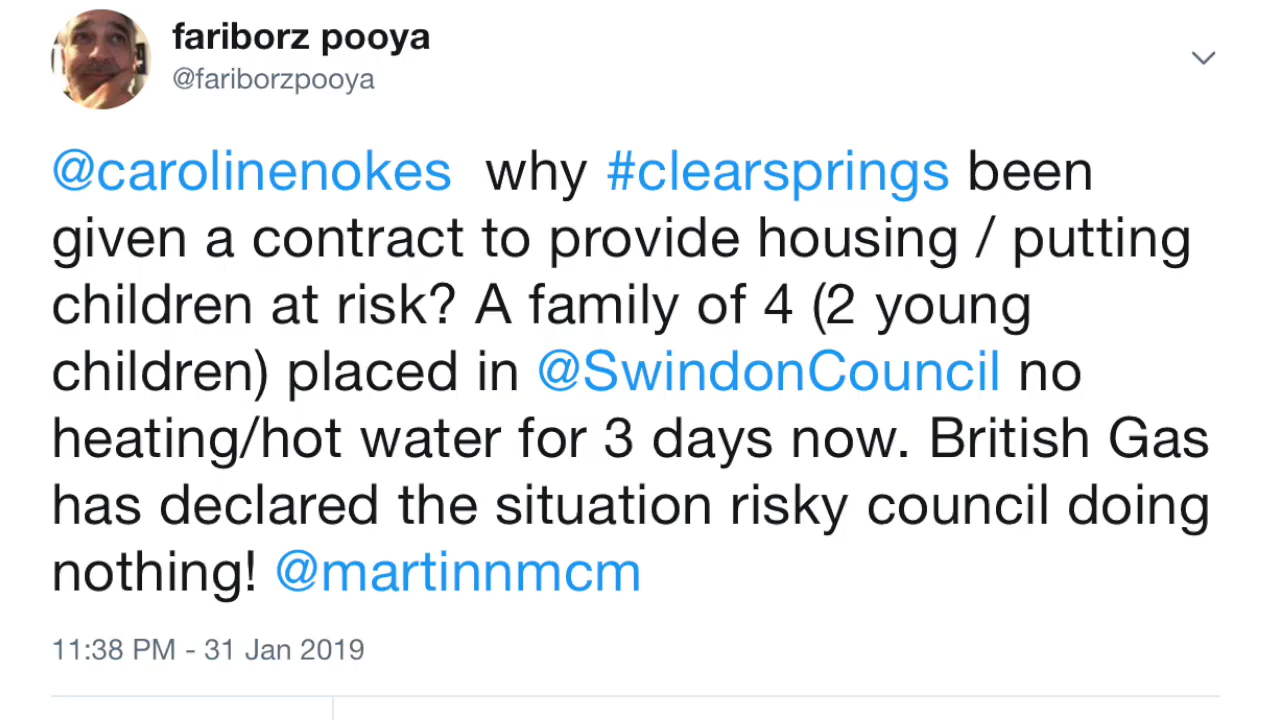 fariborz pooya
@fariborzpooya
@carolinenokes why #clearsprings been
given a contract to provide housing / putting
children at risk? A family of 4 (2 young
children) placed in @SwindonCouncil no
heating/hot water for 3 days now. British Gas
has declared the situation risky council doing
nothing! @martinnmcm
11:38 PM - 31 Jan 2019